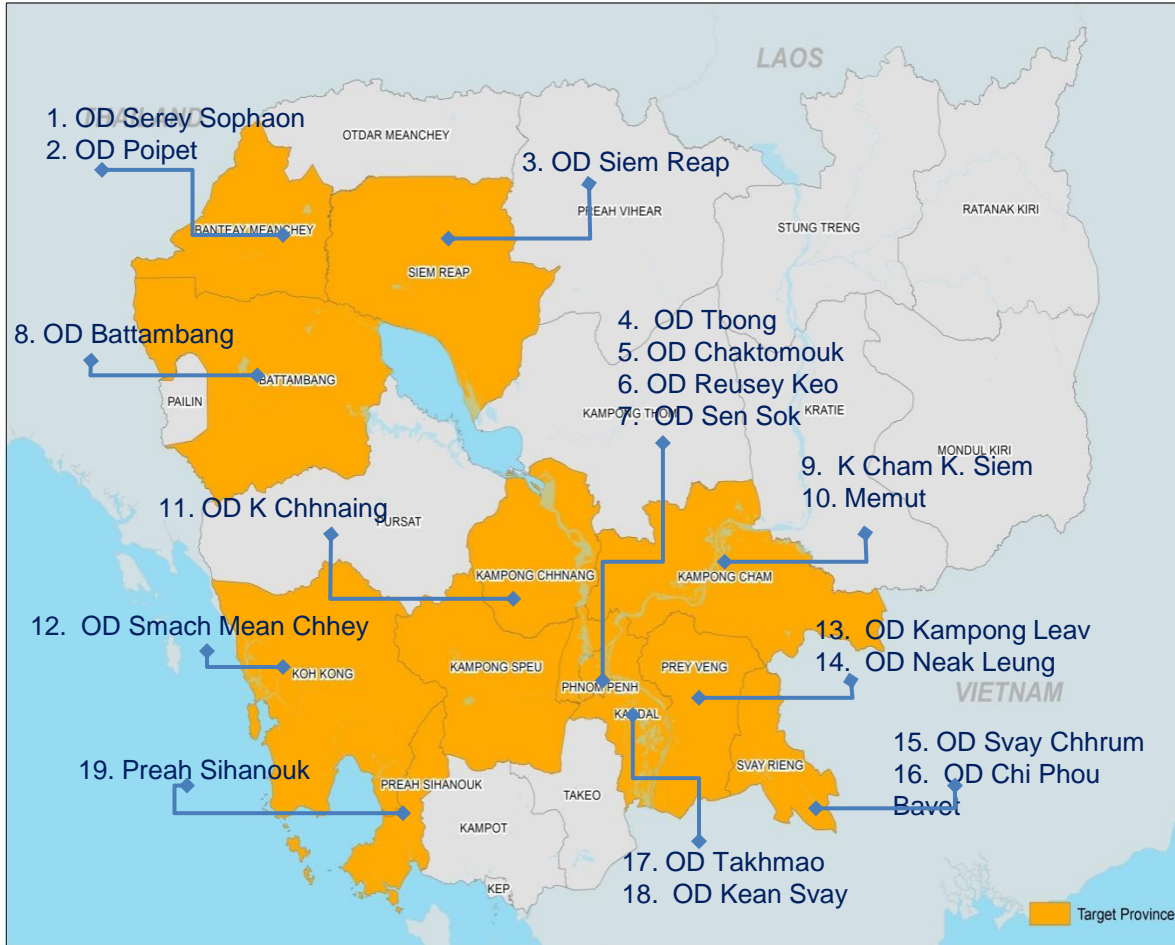 LAOS
THAILAND
1. OD Serey Sophaon
2. OD Poipet
OTDAR MEANCHEY
3. OD Siem Reap
PREAH VIHEAR
RATANAK KIRI
STUNG TRENG
BANTEAY MEANCHEY
SIEM REAP
4. OD Tbong
5. OD Chaktomouk
6. OD Reusey Keo
7. OD Sen Sok
8. OD Battambang
BATTAMBANG
PAILIN
KAMPONG THOM
KRATIE
MONDUL KIRI
9. K Cham K. Siem
10. Memut
11. OD K Chhnaing
PURSAT
KAMPONG CHHNANG
KAMPONG CHAM
12. OD Smach Mean Chhey
13. OD Kampong Leav
14. OD Neak Leung
KOH KONG
KAMPONG SPEU
PREY VENG
PHNOM PENH
VIETNAM
KANDAL
15. OD Svay Chhrum
16. OD Chi Phou
Bavet
SVAY RIENG
19. Preah Sihanouk
PREAH SIHANOUK
TAKEO
KAMPOT
17. OD Takhmao
18. OD Kean Svay
KEP
Target Province